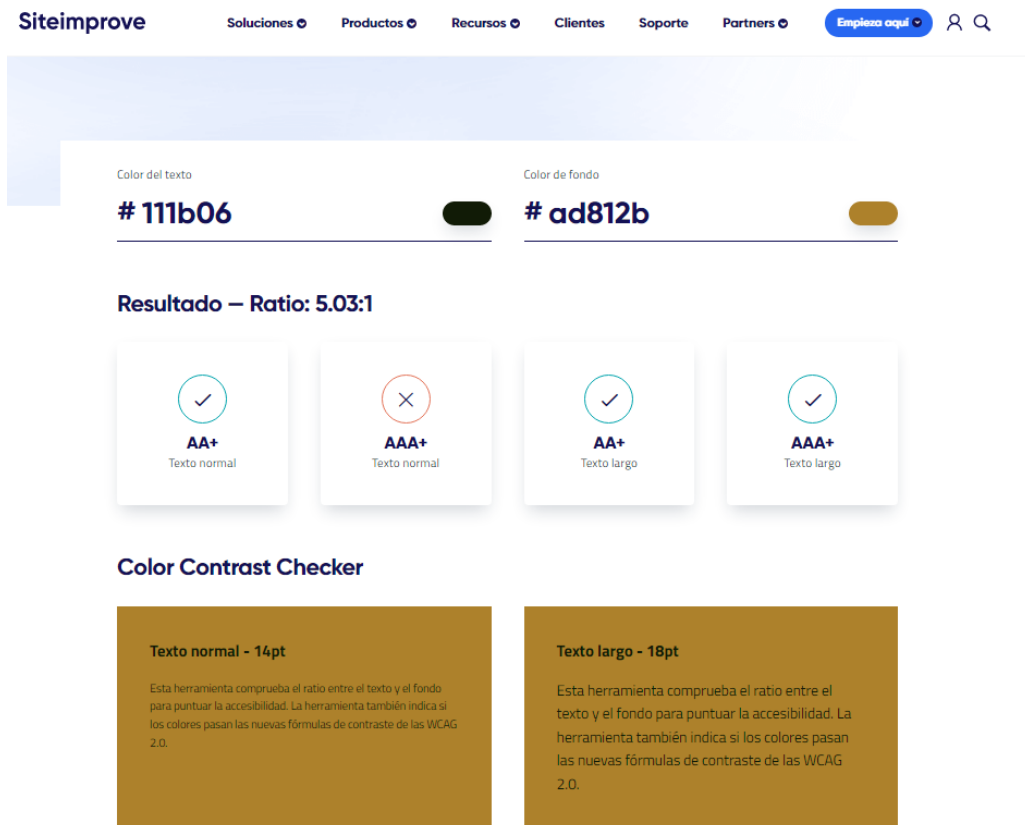 Siteimprove
Soluciones
Productos
Recursos
Clientes
Soporte
Partners
Empieza aquí
Color del texto
# 111b06
Color de fondo
# ad812b
Resultado — Ratio: 5.03:1
AA+
Texto normal
AAA+
Texto normal
AA+
Texto largo
AAA+
Texto largo
Color Contrast Checker
Texto normal - 14pt
Esta herramienta comprueba el ratio entre el texto y el fondo
para puntuar la accesibilidad. La herramienta también indica si
los colores pasan las nuevas fórmulas de contraste de las WCAG
2.0.
Texto largo - 18pt
Esta herramienta comprueba el ratio entre el
texto y el fondo para puntuar la accesibilidad. La
herramienta también indica si los colores pasan
las nuevas fórmulas de contraste de las WCAG
2.0.